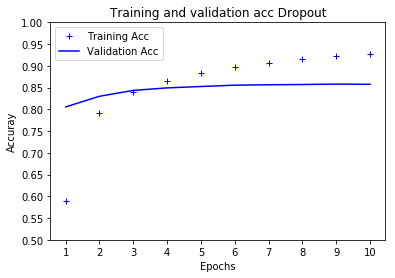 Training and validation acc Dropout
Training Acc
Validation Acc
Accuray
1.00
0.95
0.90
0.85
0.80
0.75
0.70
0.65
0.60
0.55
0.50
1 2 3 4 5 6 7 8 9 10
Epochs